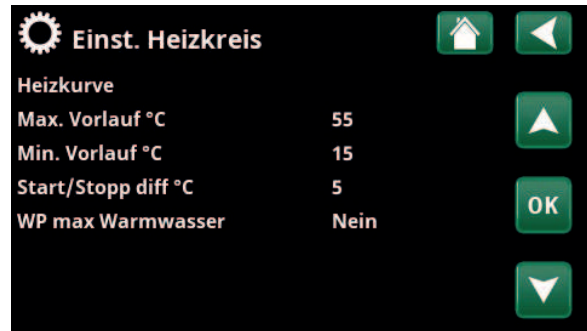 Einst. Heizkreis
Heizkurve
Max. Vorlauf °C 55
Min. Vorlauf °C 15
Start/Stopp diff °C 5
OK
WP max Warmwasser Nein